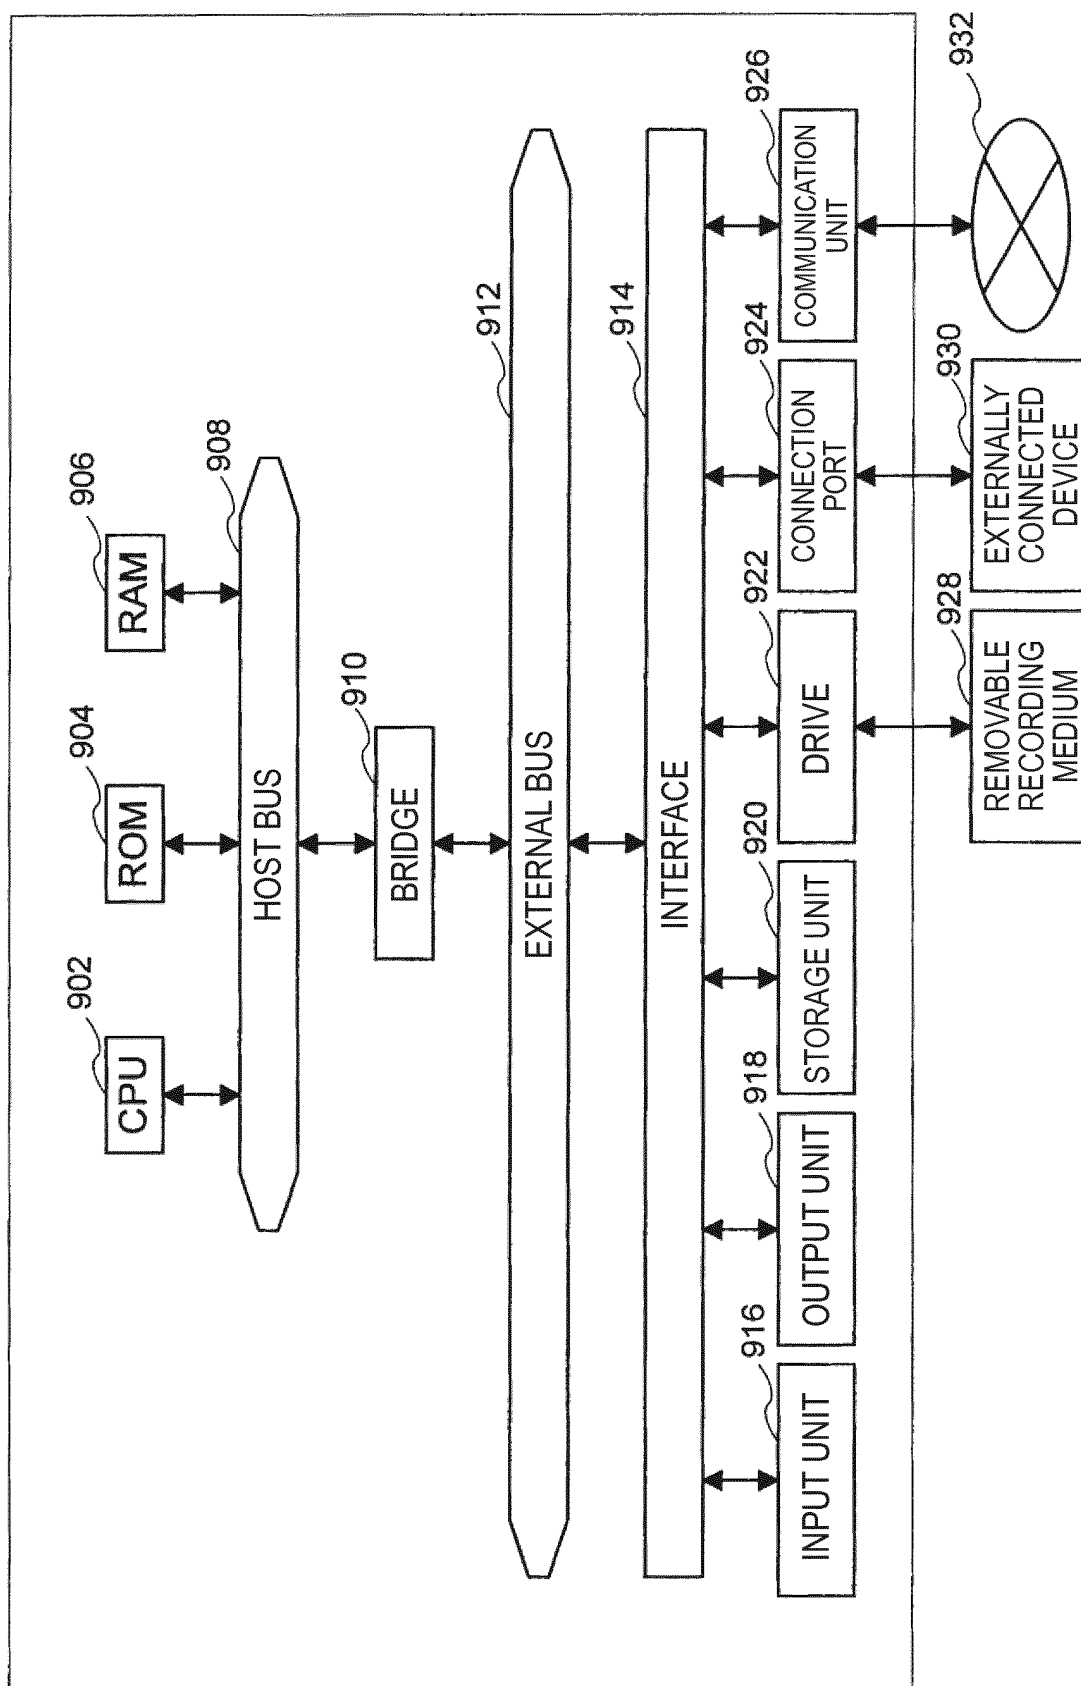 902
904
906
CPU
ROM
RAM
908
HOST BUS
910
BRIDGE
912
EXTERNAL BUS
914
INTERFACE
916
918
920
922
924
926
INPUT UNIT
OUTPUT UNIT
STORAGE UNIT
DRIVE
CONNECTION
PORT
COMMUNICATION
UNIT
928
930
932
REMOVABLE
RECORDING
MEDIUM
EXTERNALLY
CONNECTED
DEVICE